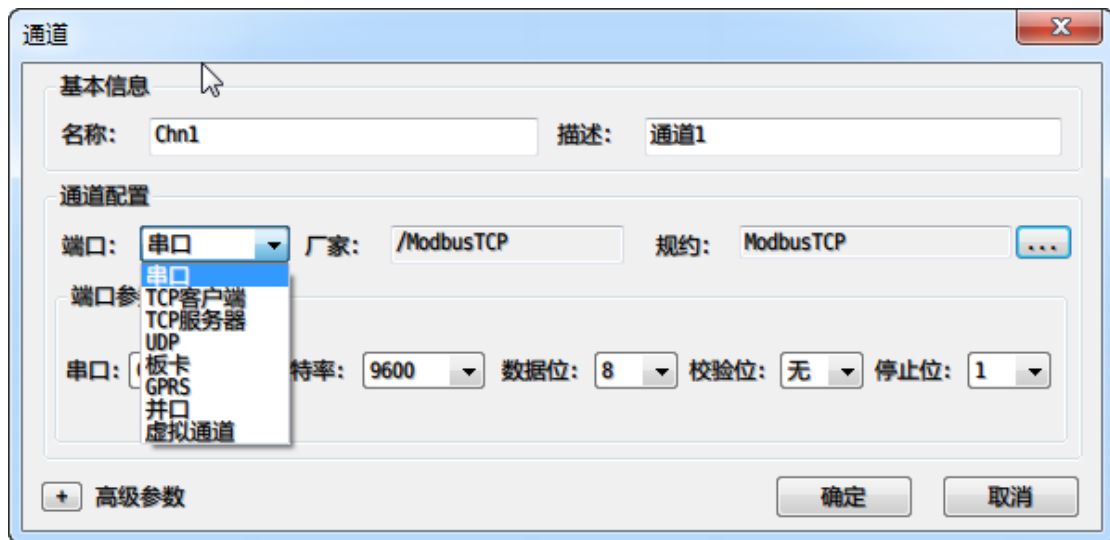 通道
基本信息
名称: Chn1 描述: 通道1
通道配置
端口: 串口 厂家: /ModbusTCP 规约: ModbusTCP ...
串口
端口参
TCP客户端
TCP服务器
UDP
串口: 特率: 9600 数据位: 8 校验位: 无 停止位: 1
板卡
GPRS
并口
虚拟通道
+ 高级参数 确定 取消